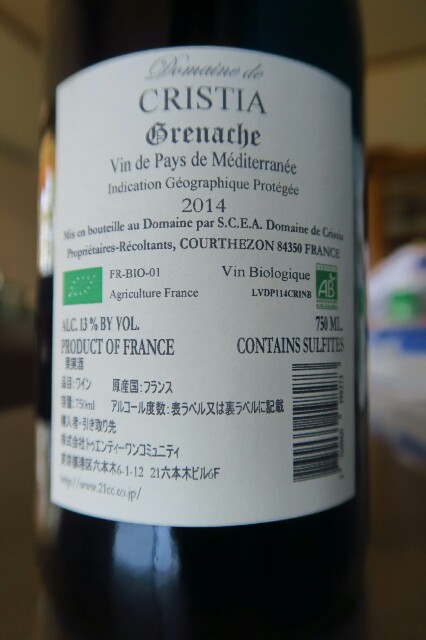 Domaine de
CRISTIA
Grenache
Vin de Pays de Méditerranée
Indication Géographique Protégée
2014
Mis en bouteille au Domaine par S.C.E.A. Domaine de Cristia
Propriétaires-Récoltants, COURTHEZON 84350 FRANCE
FR-BIO-01 Vin Biologique
Agriculture France LVDP114CRINB
AB
ALC. 13 % BY VOL. 750 ML.
PRODUCT OF FRANCE CONTAINS SULFITES
果実酒
品目:ワイン 原産国:フランス
容量:750ml アルコール度数:表ラベル又は裏ラベルに記載
輸入者・引き取り先
株式会社トゥエンティーワンコミュニティ
東京都港区六本木6-1-12 21六本木ビル6F
http://www.21cc.co.jp/